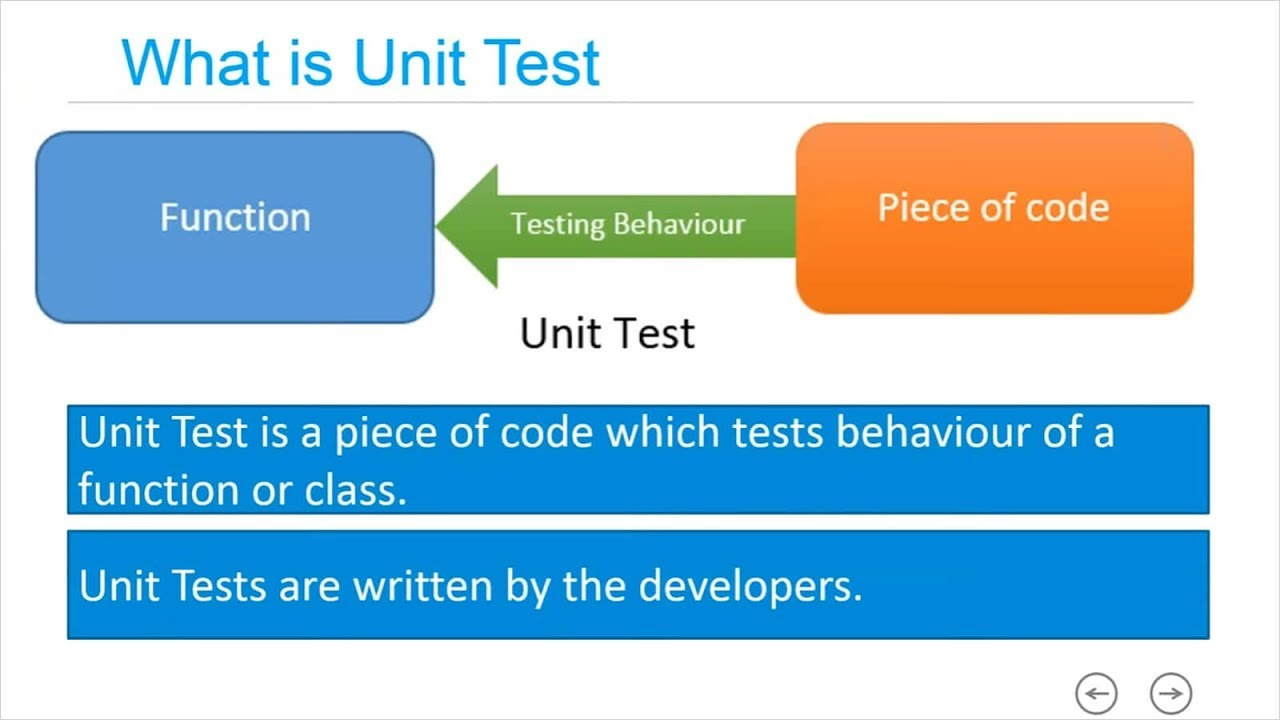 What is Unit Test
Function
Testing Behaviour
Piece of code
Unit Test
Unit Test is a piece of code which tests behaviour of a
function or class.
Unit Tests are written by the developers.